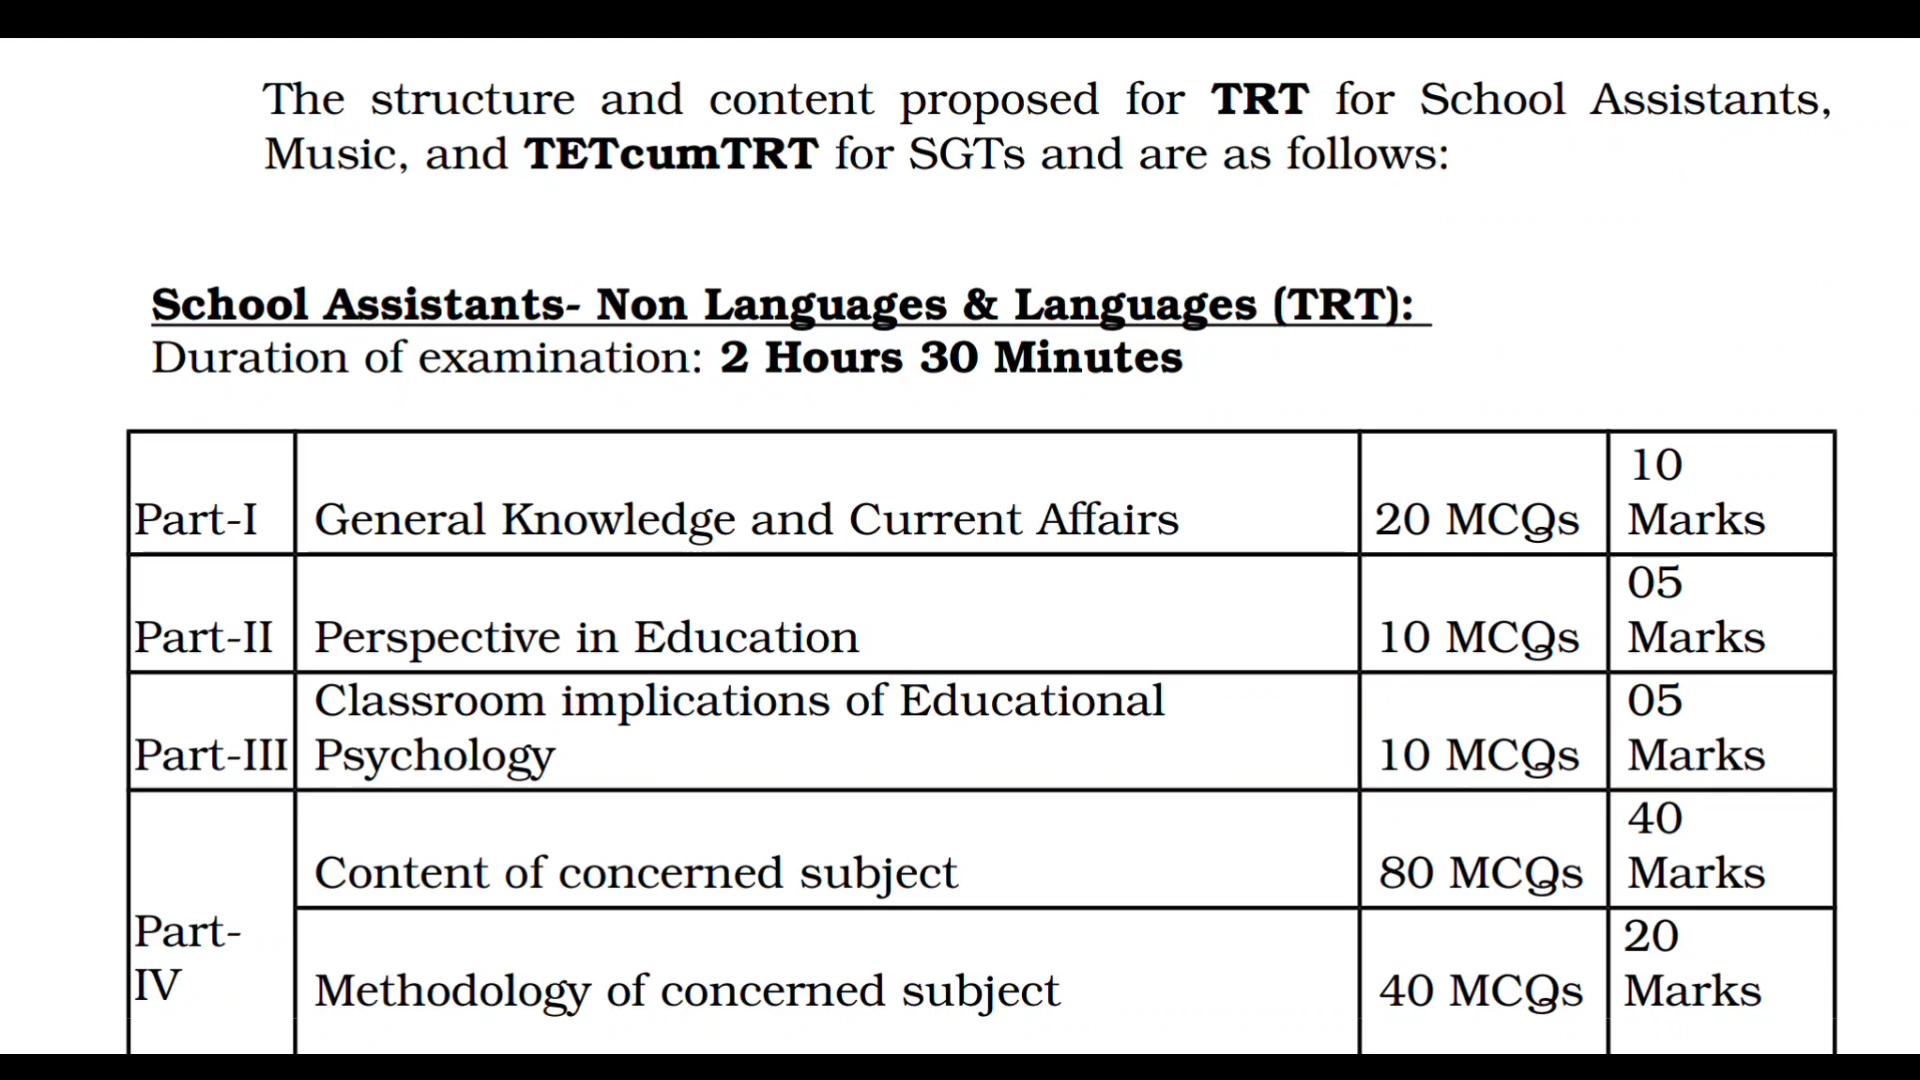 The structure and content proposed for TRT for School Assistants,
Music, and TETcumTRT for SGTs and are as follows:
School Assistants- Non Languages & Languages (TRT):
Duration of examination: 2 Hours 30 Minutes
Part-I General Knowledge and Current Affairs 20 MCQs 10 Marks
Part-II Perspective in Education 10 MCQs 05 Marks
Part-III Classroom implications of Educational Psychology 10 MCQs 05 Marks
Part-IV Content of concerned subject 80 MCQs 40 Marks
Methodology of concerned subject 40 MCQs 20 Marks